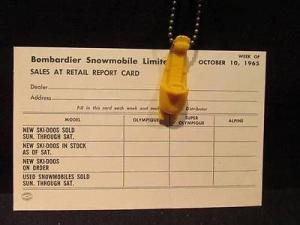 Bombardier Snowmobile Limite
WEEK OF
OCTOBER 10, 1965
SALES AT RETAIL REPORT CARD
Dealer
Address
Fill in this card each week and send Distributor
MODEL OLYMPIQUE SUPER OLYMPIQUE ALPINE
NEW SKI-DOOS SOLD
SUN. THROUGH SAT.
NEW SKI-DOOS IN STOCK
AS OF SAT.
NEW SKI-DOOS
ON ORDER
USED SNOWMOBILES SOLD
SUN. THROUGH SAT.